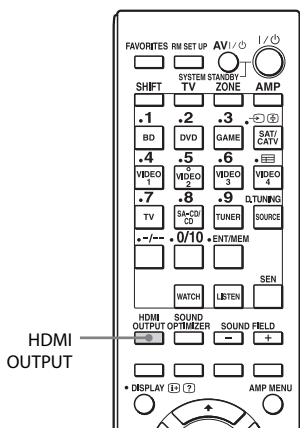 FAVORITES RM SET UP AV I/⏻ I/⏻
SYSTEM STANDBY
SHIFT TV ZONE AMP
.1 .2 .3 .
BD DVD GAME SAT/CATV
.4 .5 .6 .
VIDEO 1 VIDEO 2 VIDEO 3 VIDEO 4
.7 .8 .9 D.TUNING
TV SA-CD/CD TUNER SOURCE
.-/-- . 0/10 . ENT/MEM
SEN
WATCH LISTEN
HDMI OUTPUT SOUND OPTIMIZER SOUND FIELD
– +
HDMI
OUTPUT
• DISPLAY i+ ? AMP MENU